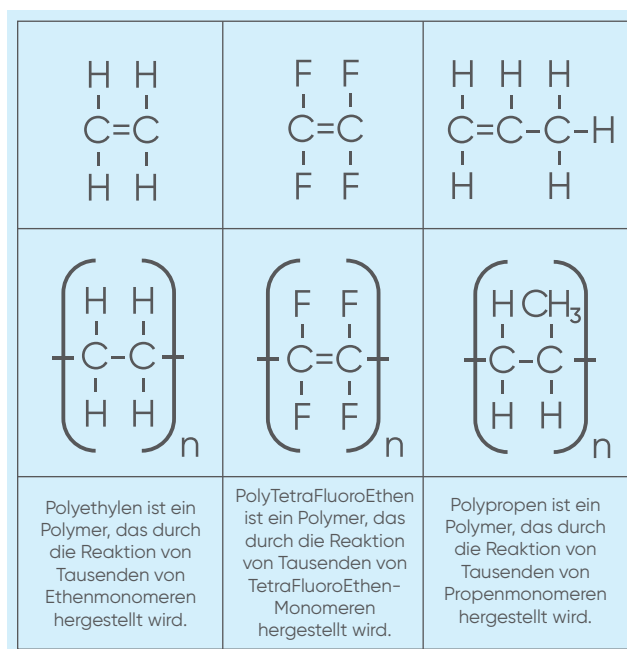 H H
C=C
H H
F F
C=C
F F
H H H
C=C-C-H
H H
H H
C-C
H H
n
F F
C=C
F F
n
H CH₃
C-C
H H
n
Polyethylen ist ein
Polymer, das durch
die Reaktion von
Tausenden von
Ethenmonomeren
hergestellt wird.
PolyTetraFluoroEthen
ist ein Polymer, das
durch die Reaktion
von Tausenden von
TetraFluoroEthen-
Monomeren
hergestellt wird.
Polypropen ist ein
Polymer, das durch
die Reaktion von
Tausenden von
Propenmonomeren
hergestellt wird.